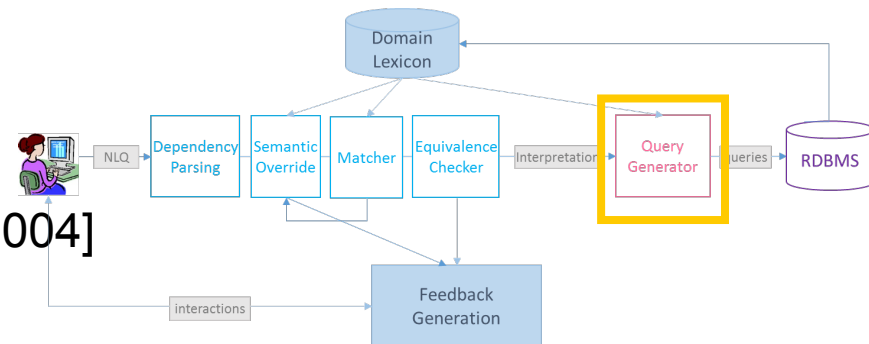 Domain
Lexicon
NLQ
Dependency
Parsing
Semantic
Override
Matcher
Equivalence
Checker
Interpretation
Query
Generator
queries
RDBMS
004]
interactions
Feedback
Generation